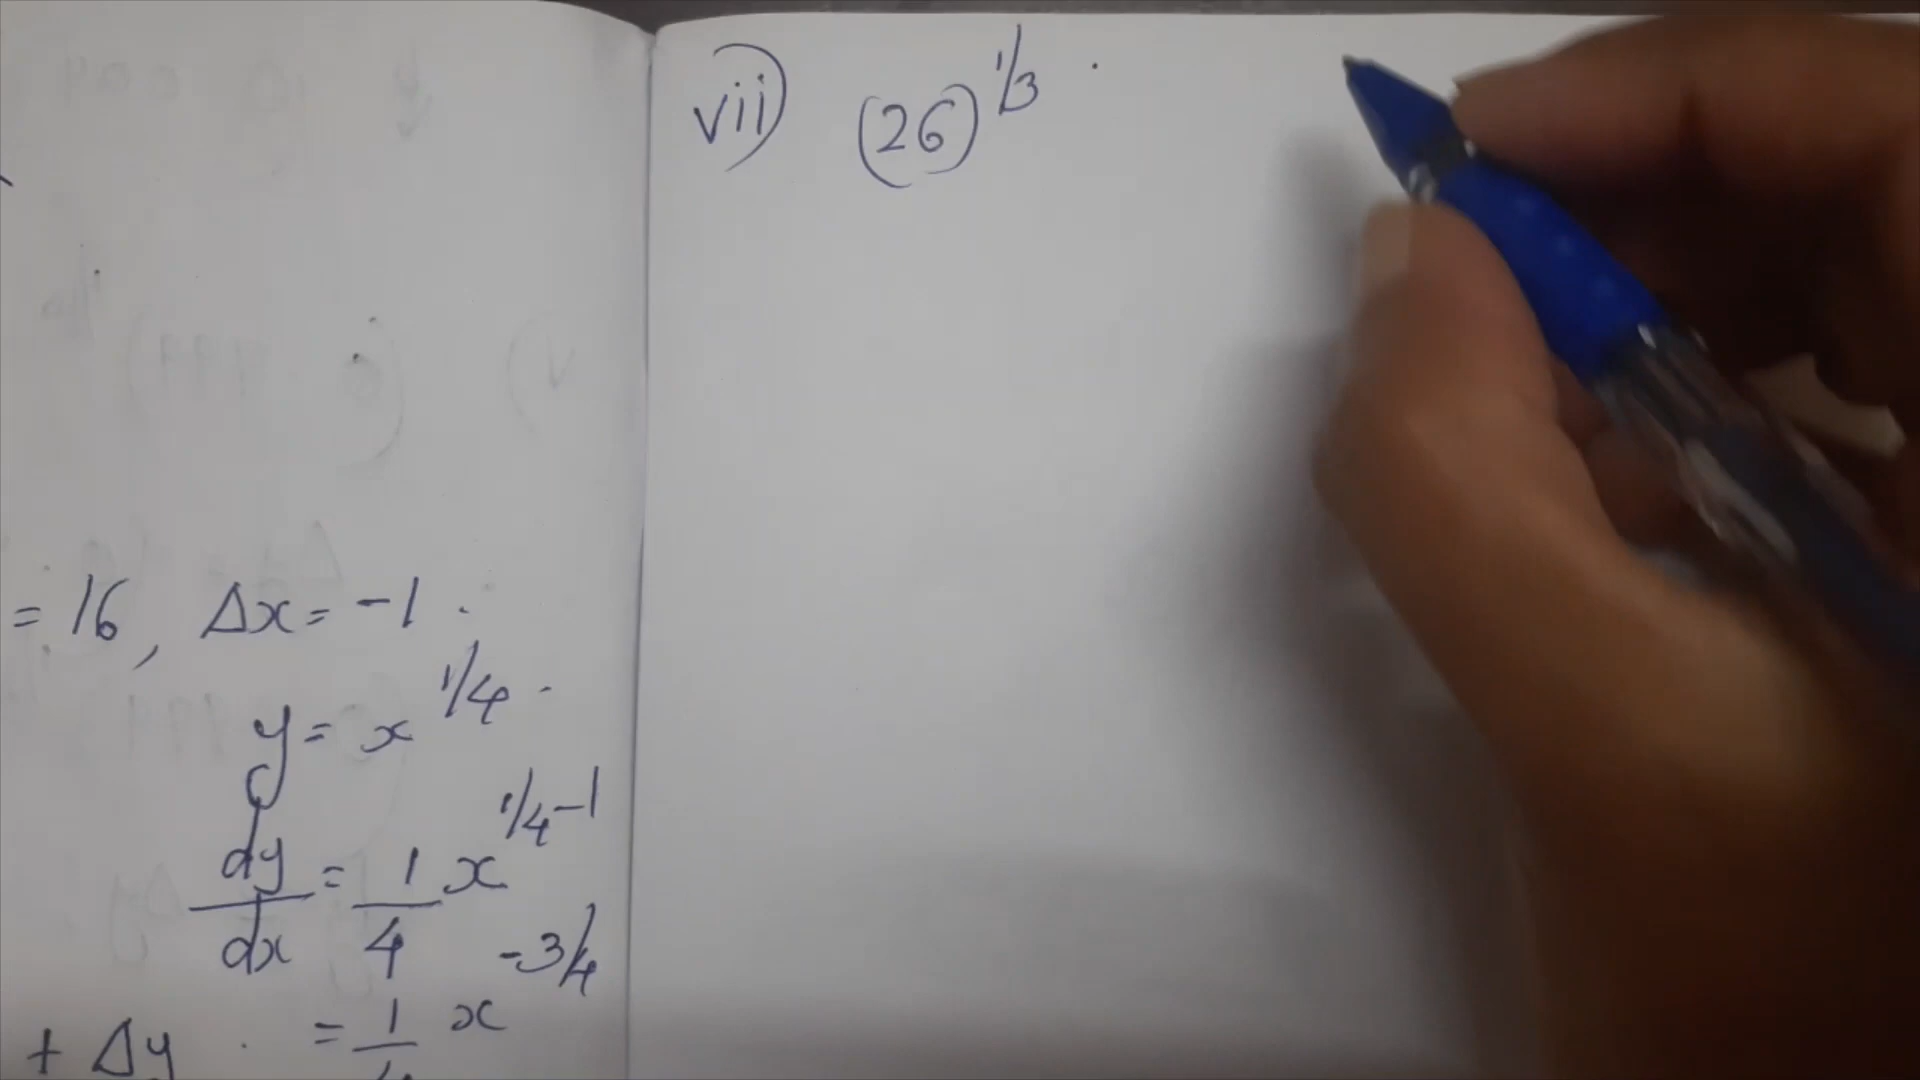 = 16, Δx = -1 .
y = x^1/4 .
dy/dx = 1/4 x^1/4-1
+ Δy . = 1/4 x^-3/4
vii) (26)^1/3 .